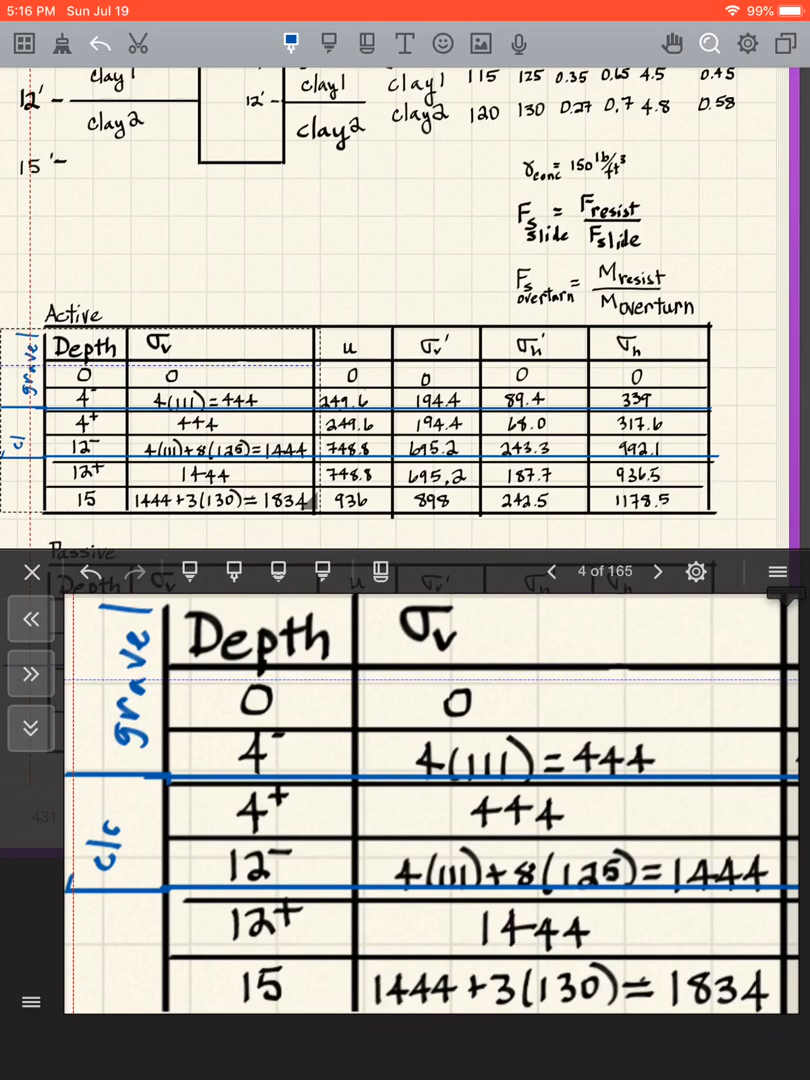 5:16 PM Sun Jul 19 99%
clay1 clay1 clay1 115 125 0.35 0.65 4.5 0.45
12'- 12'-
clay2 clay2 clay2 120 130 0.27 0.7 4.8 0.58
15'-
γconc = 150 lb/ft³
Fs slide = Fresist / Fslide
Fs overturn = Mresist / Moverturn
Active
gravel
Depth σv u σv' σh' σh
0 0 0 0 0 0
4⁻ 4(111)=444 249.6 194.4 89.4 339
4⁺ 444 249.6 194.4 68.0 317.6
cl
12⁻ 4(111)+8(125)=1444 748.8 695.2 243.3 992.1
12⁺ 1444 748.8 695.2 187.7 936.5
15 1444+3(130)=1834 936 898 242.5 1178.5
Passive
Depth σv u σv' σh σh
4 of 165
431
gravel
Depth σv
0 0
4⁻ 4(111)=444
4⁺ 444
12⁻ 4(111)+8(125)=1444
12⁺ 1444
15 1444+3(130)=1834